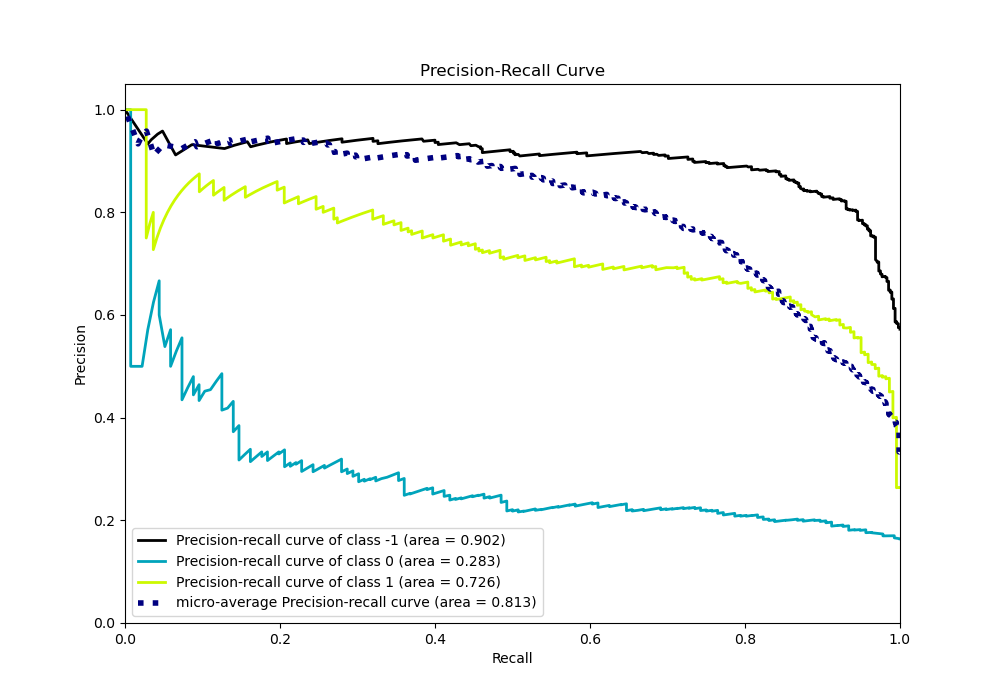 Precision-Recall Curve
1.0
0.8
0.6
0.4
0.2
0.0
Precision
Precision-recall curve of class -1 (area = 0.902)
Precision-recall curve of class 0 (area = 0.283)
Precision-recall curve of class 1 (area = 0.726)
micro-average Precision-recall curve (area = 0.813)
0.0 0.2 0.4 0.6 0.8 1.0
Recall